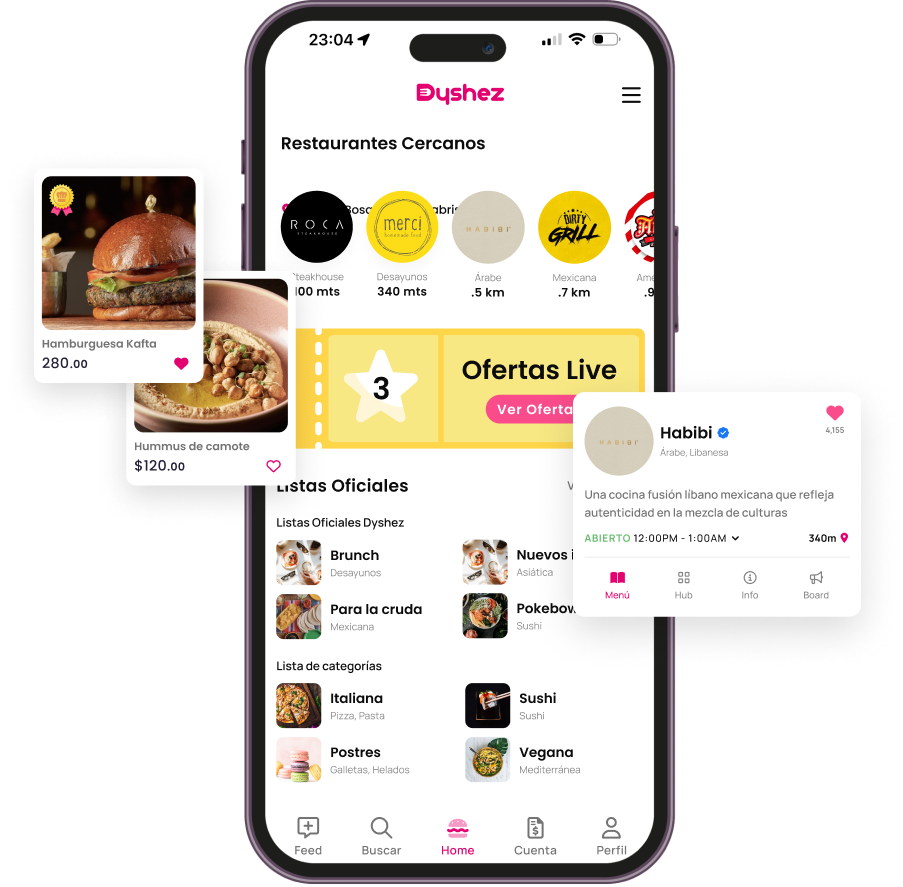 23:04
Dyshez
Restaurantes Cercanos
ROCA
STEAKHOUSE
merci
homemade food
HABIBI
DIRTY
GRILL
Steakhouse
Desayunos
Árabe
Mexicana
100 mts
340 mts
.5 km
.7 km
.9
Hamburguesa Kafta
280.00
Hummus de camote
$120.00
3
Ofertas Live
Ver Oferta
HABIBI
Habibi
4,155
Árabe, Libanesa
Una cocina fusión líbano mexicana que refleja
autenticidad en la mezcla de culturas
ABIERTO 12:00PM - 1:00AM
340m
Menú
Hub
Info
Board
Listas Oficiales
V
Listas Oficiales Dyshez
Brunch
Desayunos
Nuevos
Asiática
Para la cruda
Mexicana
Pokebow
Sushi
Lista de categorías
Italiana
Pizza, Pasta
Sushi
Sushi
Postres
Galletas, Helados
Vegana
Mediterránea
Feed
Buscar
Home
Cuenta
Perfil